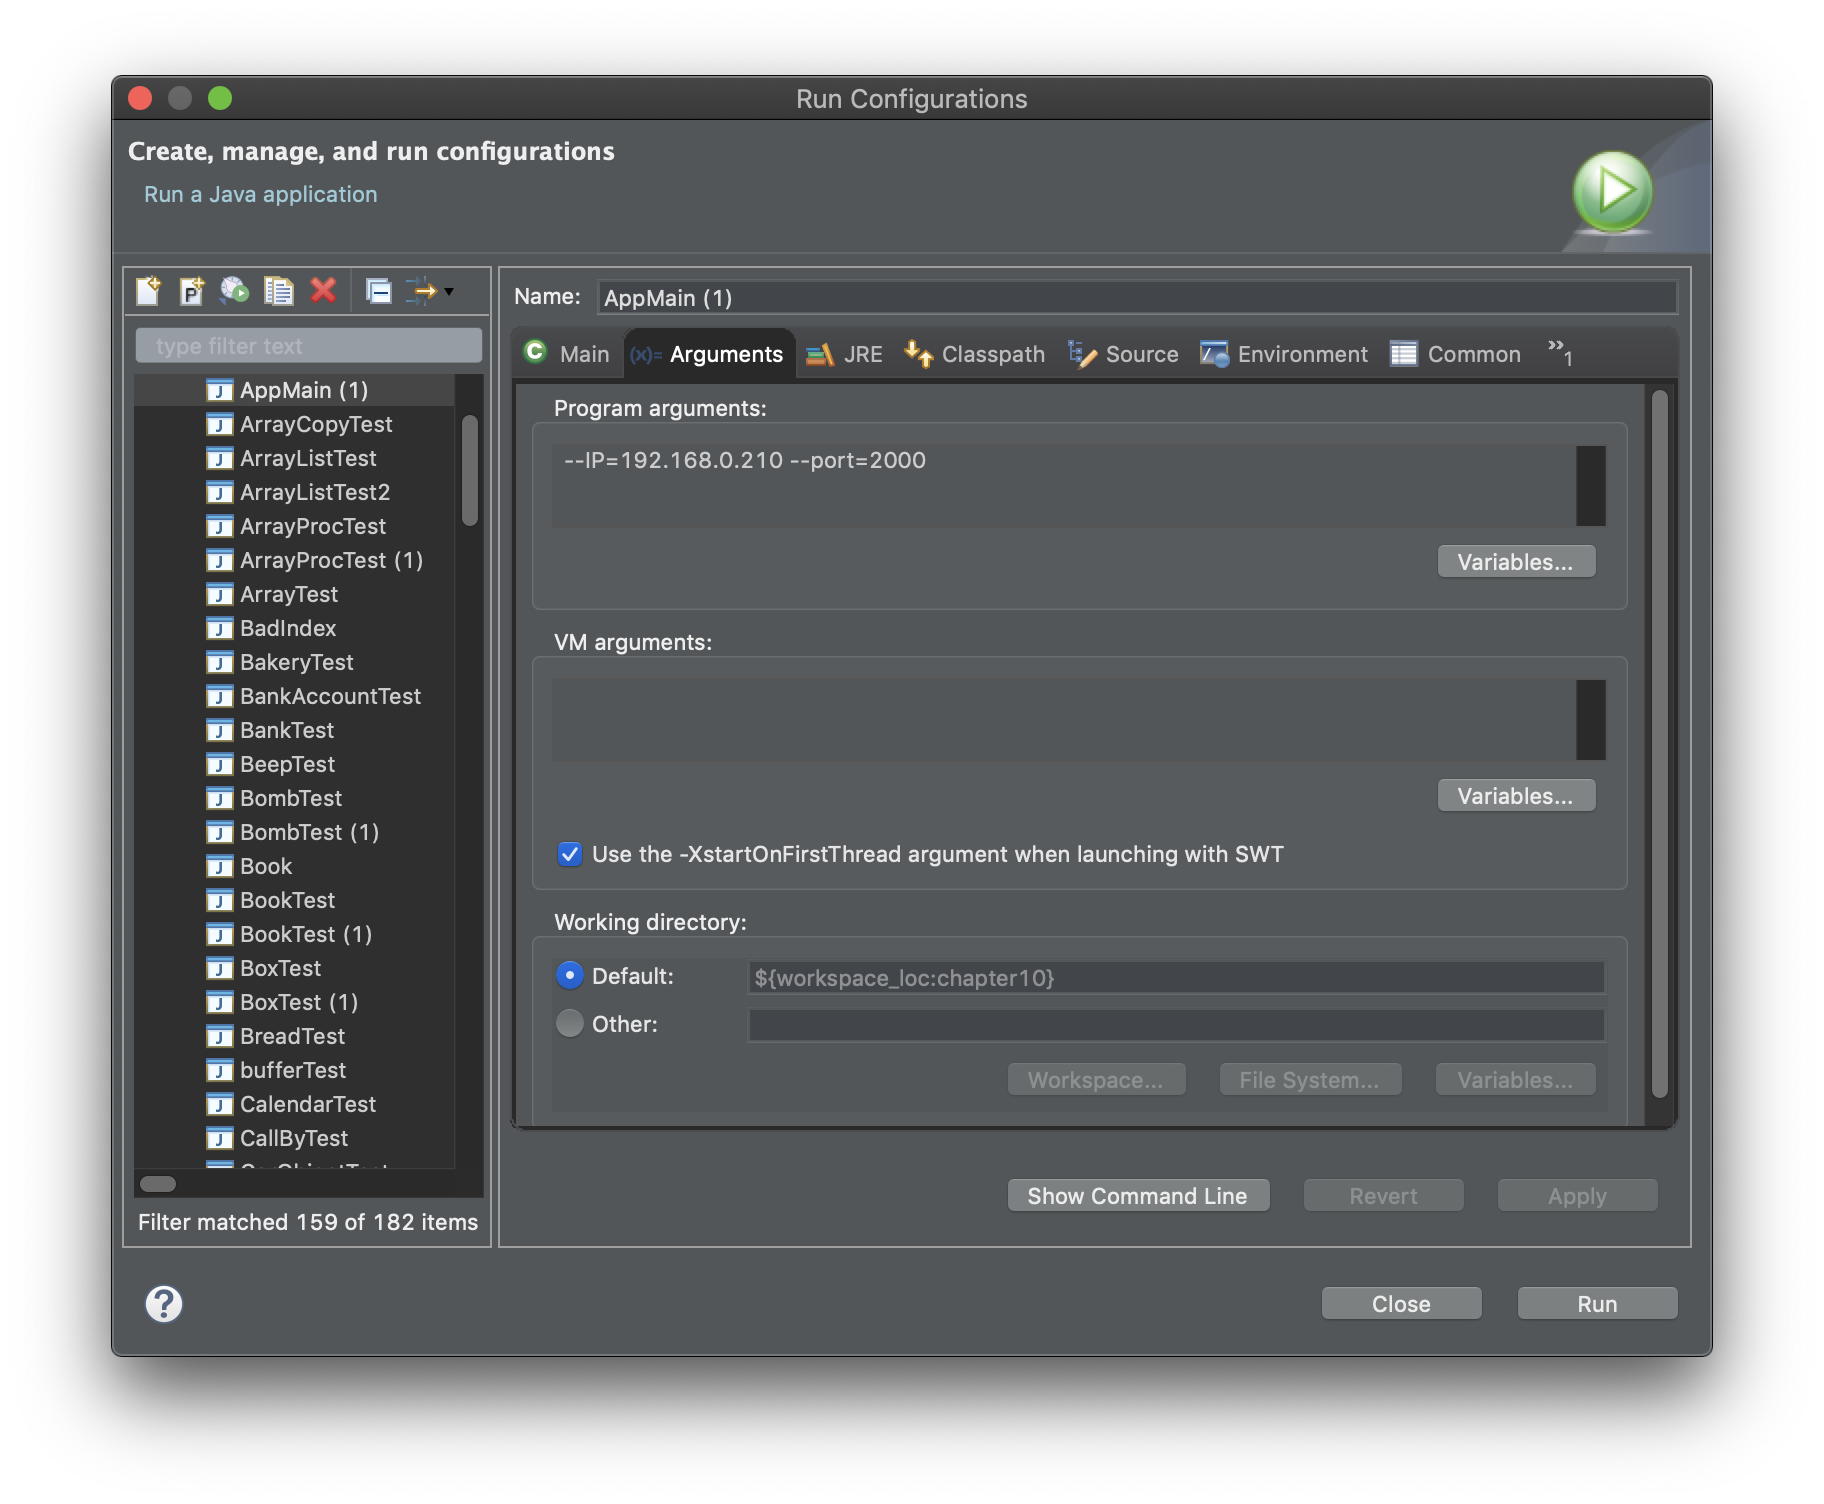 Run Configurations
Create, manage, and run configurations
Run a Java application
type filter text
AppMain (1)
ArrayCopyTest
ArrayListTest
ArrayListTest2
ArrayProcTest
ArrayProcTest (1)
ArrayTest
BadIndex
BakeryTest
BankAccountTest
BankTest
BeepTest
BombTest
BombTest (1)
Book
BookTest
BookTest (1)
BoxTest
BoxTest (1)
BreadTest
bufferTest
CalendarTest
CallByTest
Filter matched 159 of 182 items
Name: AppMain (1)
Main (x)= Arguments JRE Classpath Source Environment Common »1
Program arguments:
--IP=192.168.0.210 --port=2000
Variables...
VM arguments:
Variables...
Use the -XstartOnFirstThread argument when launching with SWT
Working directory:
Default: ${workspace_loc:chapter10}
Other:
Workspace... File System... Variables...
Show Command Line Revert Apply
Close Run